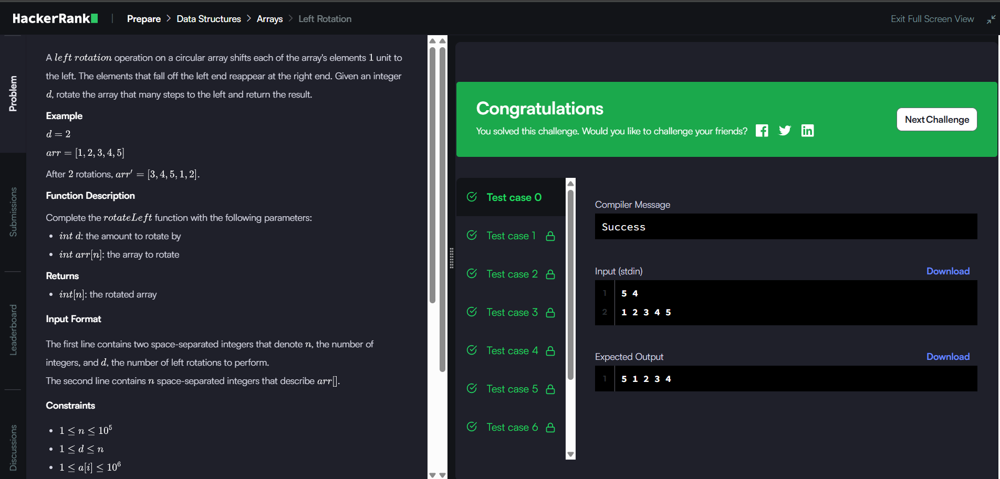 HackerRank
Prepare > Data Structures > Arrays > Left Rotation
Exit Full Screen View
Problem
Submissions
Leaderboard
Discussions
A left rotation operation on a circular array shifts each of the array's elements 1 unit to
the left. The elements that fall off the left end reappear at the right end. Given an integer
d, rotate the array that many steps to the left and return the result.
Example
d = 2
arr = [1, 2, 3, 4, 5]
After 2 rotations, arr′ = [3, 4, 5, 1, 2].
Function Description
Complete the rotateLeft function with the following parameters:
• int d: the amount to rotate by
• int arr[n]: the array to rotate
Returns
• int[n]: the rotated array
Input Format
The first line contains two space-separated integers that denote n, the number of
integers, and d, the number of left rotations to perform.
The second line contains n space-separated integers that describe arr[].
Constraints
• 1 ≤ n ≤ 10⁵
• 1 ≤ d ≤ n
• 1 ≤ a[i] ≤ 10⁶
Congratulations
You solved this challenge. Would you like to challenge your friends?
Next Challenge
Test case 0
Test case 1
Test case 2
Test case 3
Test case 4
Test case 5
Test case 6
Compiler Message
Success
Input (stdin)
Download
1 5 4
2 1 2 3 4 5
Expected Output
Download
1 5 1 2 3 4